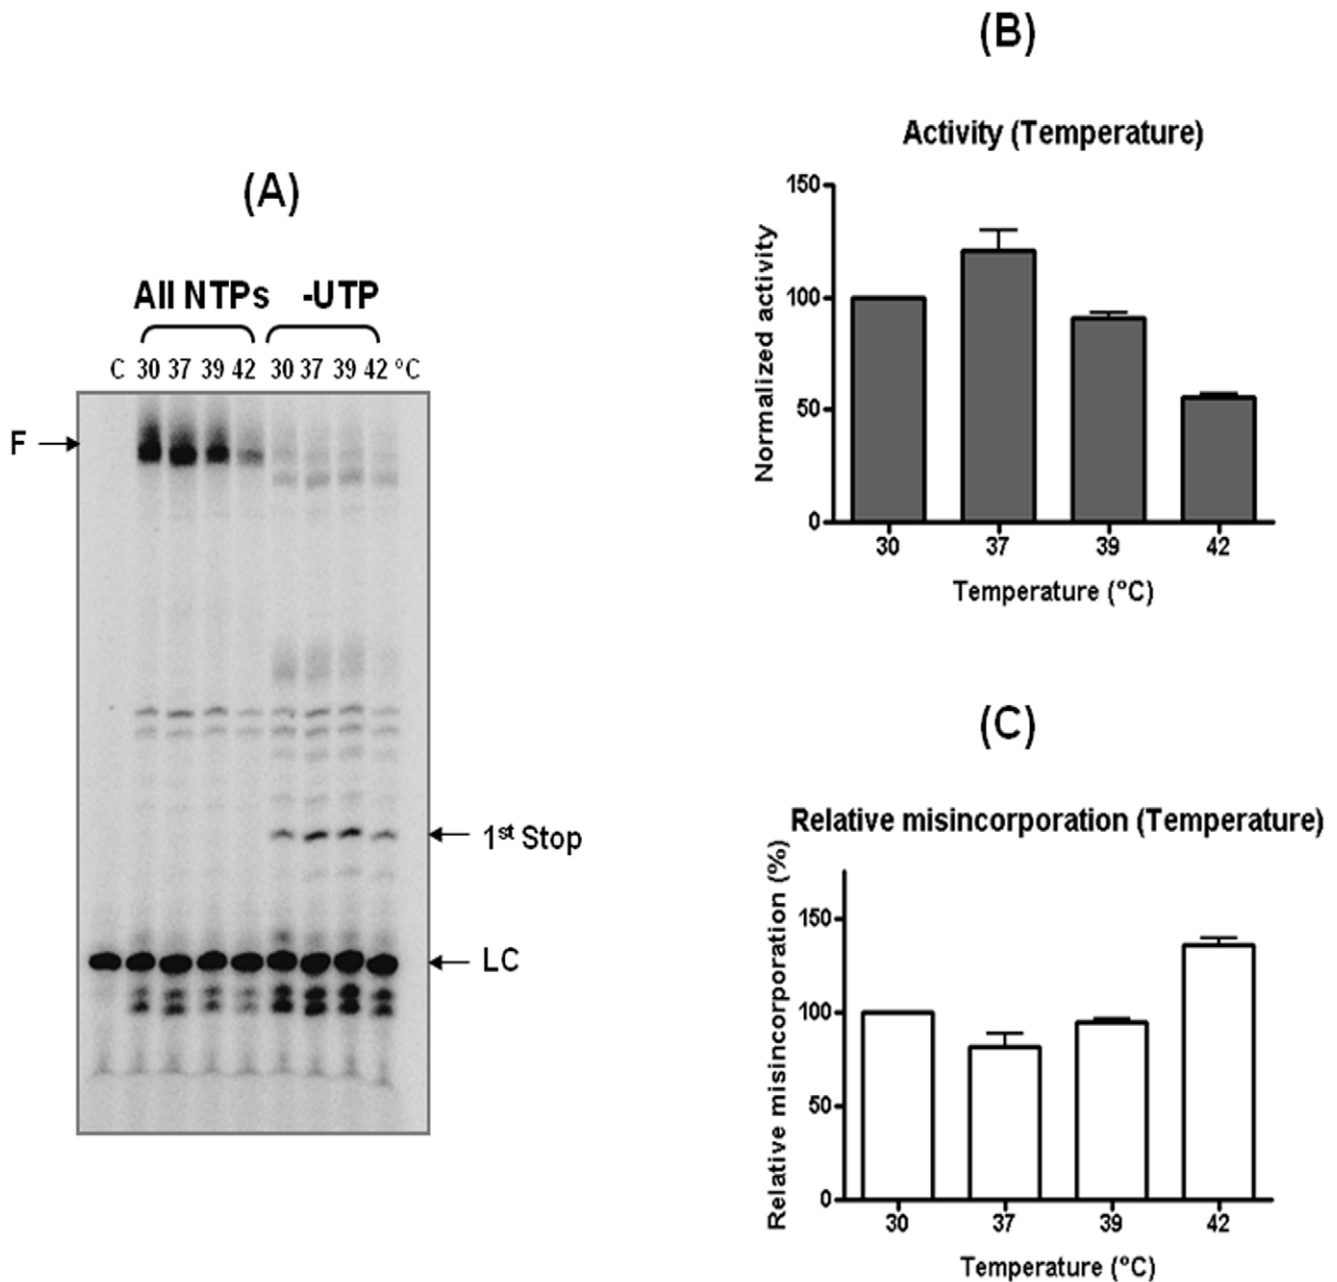 (A)
All NTPs -UTP
C 30 37 39 42 30 37 39 42 ºC
F
1st Stop
LC
(B)
Activity (Temperature)
Normalized activity
150
100
50
0
30 37 39 42
Temperature (°C)
(C)
Relative misincorporation (Temperature)
Relative misincorporation (%)
150
100
50
0
30 37 39 42
Temperature (°C)